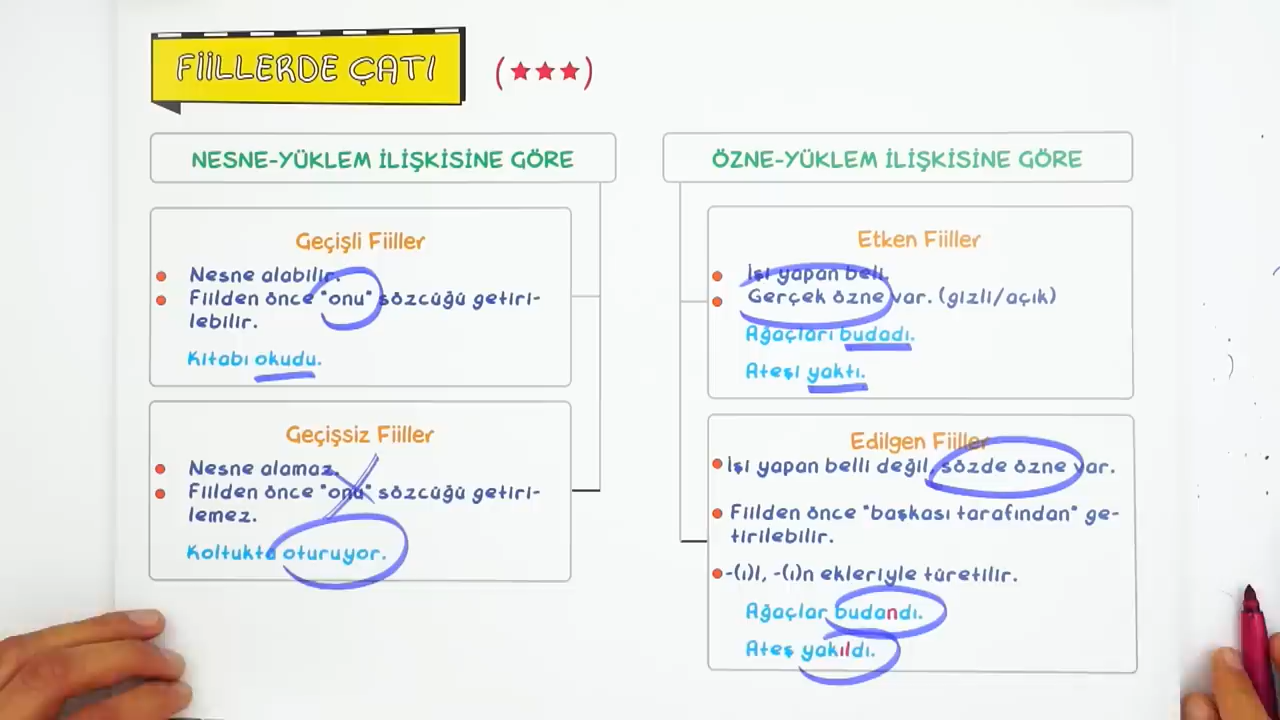 FİİLLERDE ÇATI
(★★★)
NESNE-YÜKLEM İLİŞKİSİNE GÖRE
Geçişli Fiiller
Nesne alabilir.
Fiilden önce "onu" sözcüğü getiri-
lebilir.
Kitabı okudu.
Geçişsiz Fiiller
Nesne alamaz.
Fiilden önce "onu" sözcüğü getiri-
lemez.
Koltukta oturuyor.
ÖZNE-YÜKLEM İLİŞKİSİNE GÖRE
Etken Fiiller
İşi yapan belli.
Gerçek özne var. (gizli/açık)
Ağaçları budadı.
Ateşi yaktı.
Edilgen Fiiller
İşi yapan belli değil, sözde özne var.
Fiilden önce "başkası tarafından" ge-
tirilebilir.
-(ı)l, -(ı)n ekleriyle türetilir.
Ağaçlar budandı.
Ateş yakıldı.